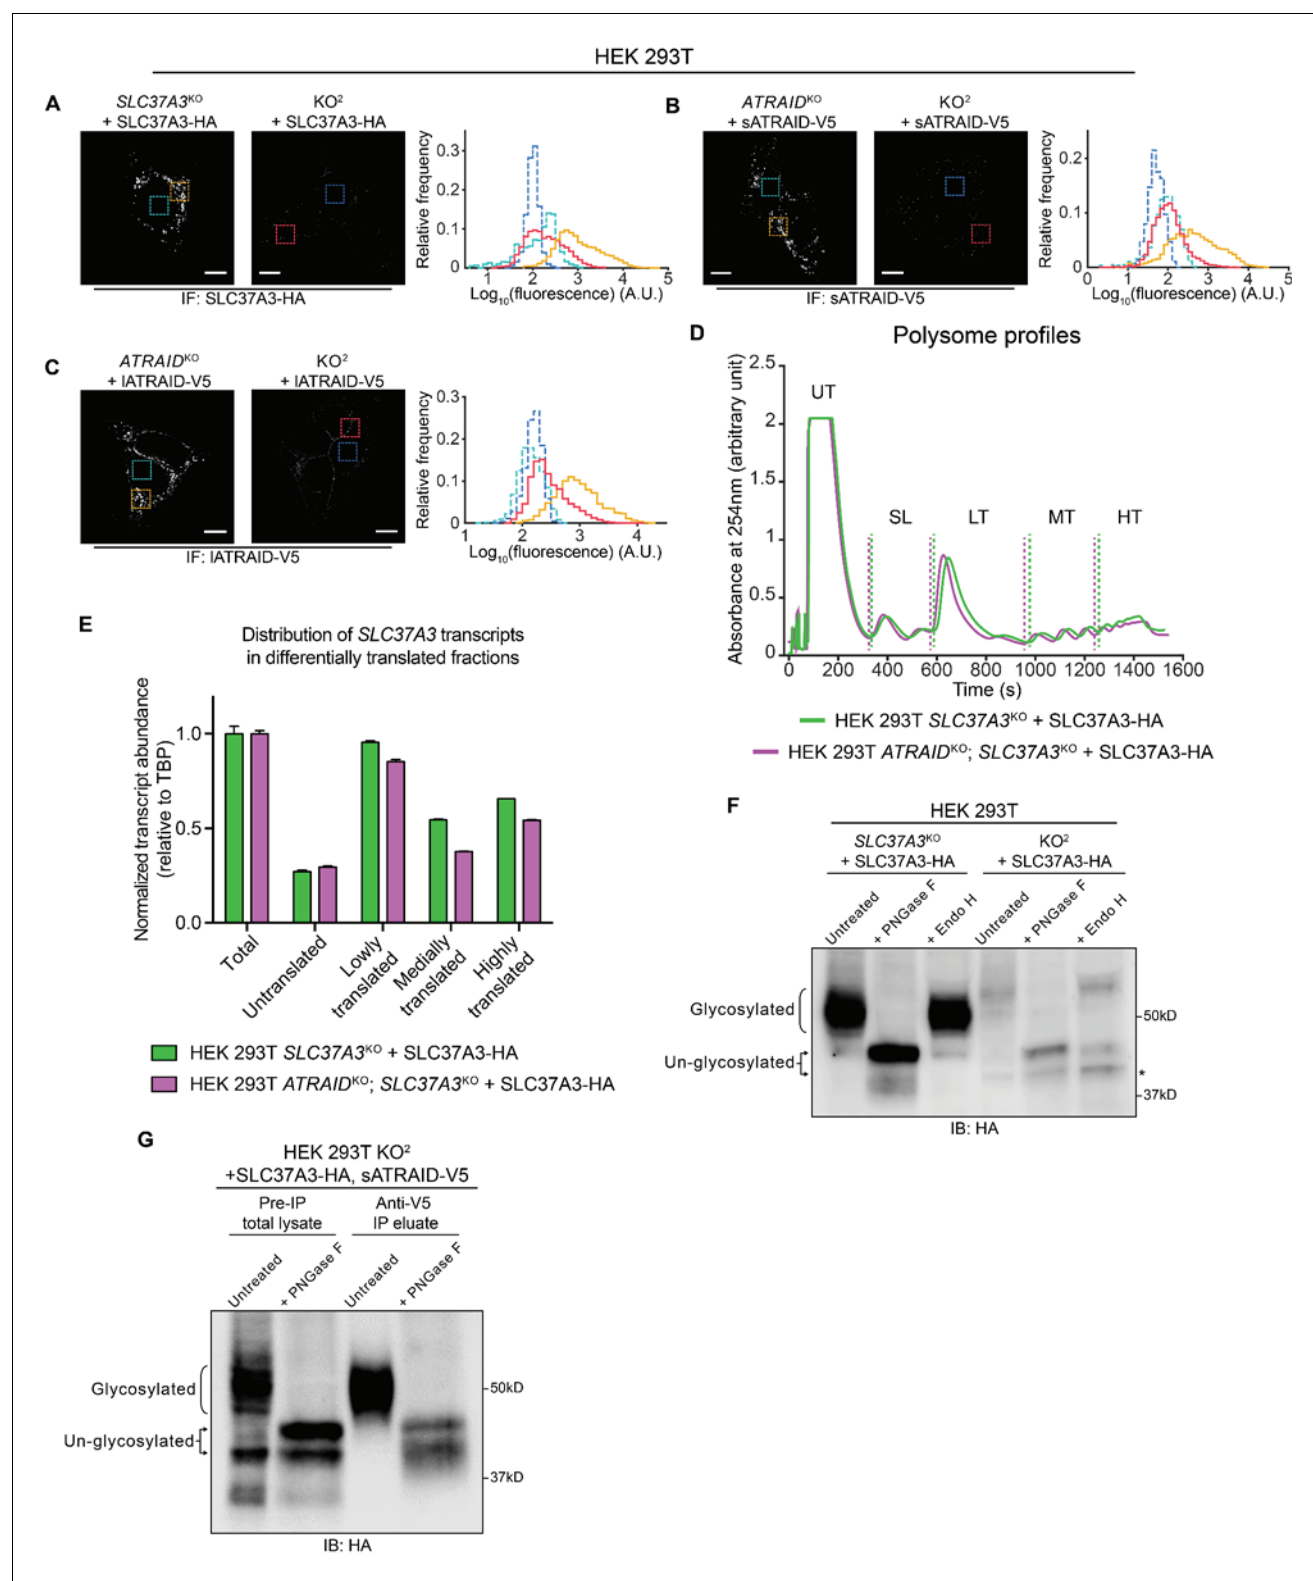 HEK 293T
A
SLC37A3KO
+ SLC37A3-HA
KO2
+ SLC37A3-HA
IF: SLC37A3-HA
Relative frequency
0.3
0.2
0.1
0
1
2
3
4
5
Log10(fluorescence) (A.U.)
B
ATRAIDKO
+ sATRAID-V5
KO2
+ sATRAID-V5
IF: sATRAID-V5
Relative frequency
0.2
0.1
0
0
1
2
3
4
5
Log10(fluorescence) (A.U.)
C
ATRAIDKO
+ lATRAID-V5
KO2
+ lATRAID-V5
IF: lATRAID-V5
Relative frequency
0.3
0.2
0.1
0
1
2
3
4
Log10(fluorescence) (A.U.)
D
Polysome profiles
Absorbance at 254nm (arbitrary unit)
2.5
2
1.5
1
0.5
0
UT
SL
LT
MT
HT
0
200
400
600
800
1000
1200
1400
1600
Time (s)
HEK 293T SLC37A3KO + SLC37A3-HA
HEK 293T ATRAIDKO; SLC37A3KO + SLC37A3-HA
E
Distribution of SLC37A3 transcripts
in differentially translated fractions
Normalized transcript abundance
(relative to TBP)
1.0
0.5
0.0
Total
Untranslated
Lowly
translated
Medially
translated
Highly
translated
HEK 293T SLC37A3KO + SLC37A3-HA
HEK 293T ATRAIDKO; SLC37A3KO + SLC37A3-HA
F
HEK 293T
SLC37A3KO
+ SLC37A3-HA
KO2
+ SLC37A3-HA
Untreated
+ PNGase F
+ Endo H
Untreated
+ PNGase F
+ Endo H
Glycosylated
Un-glycosylated
50kD
*
37kD
IB: HA
G
HEK 293T KO2
+SLC37A3-HA, sATRAID-V5
Pre-IP
total lysate
Anti-V5
IP eluate
Untreated
+ PNGase F
Untreated
+ PNGase F
Glycosylated
Un-glycosylated
50kD
37kD
IB: HA